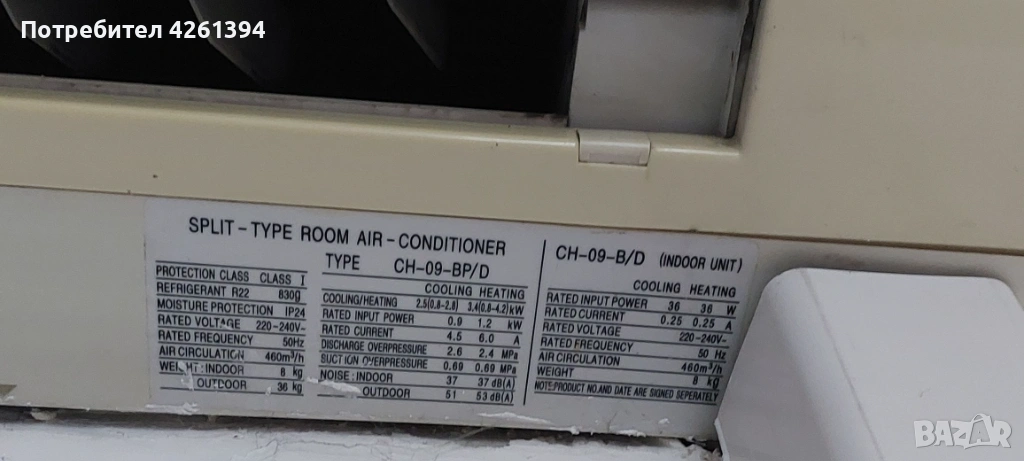 Потребител 4261394
SPLIT-TYPE ROOM AIR-CONDITIONER
PROTECTION CLASS CLASS I
REFRIGERANT R22 830g
MOISTURE PROTECTION IP24
RATED VOLTAGE 220-240V~
RATED FREQUENCY 50Hz
AIR CIRCULATION 460m³/h
WEIGHT: INDOOR 8 kg
OUTDOOR 36 kg
TYPE CH-09-BP/D
COOLING HEATING
COOLING/HEATING 2.5(0.8-2.8) 3.4(0.8-4.2)kW
RATED INPUT POWER 0.9 1.2 kW
RATED CURRENT 4.5 6.0 A
DISCHARGE OVERPRESSURE 2.6 2.4 MPa
SUCTION OVERPRESSURE 0.69 0.69 MPa
NOISE: INDOOR 37 37 dB(A)
OUTDOOR 51 53 dB(A)
CH-09-B/D (INDOOR UNIT)
COOLING HEATING
RATED INPUT POWER 36 36 W
RATED CURRENT 0.25 0.25 A
RATED VOLTAGE 220-240V~
RATED FREQUENCY 50 Hz
AIR CIRCULATION 460m³/h
WEIGHT 8 kg
NOTE:PRODUCT NO.AND DATE ARE SIGNED SEPERATELY
BAZAR